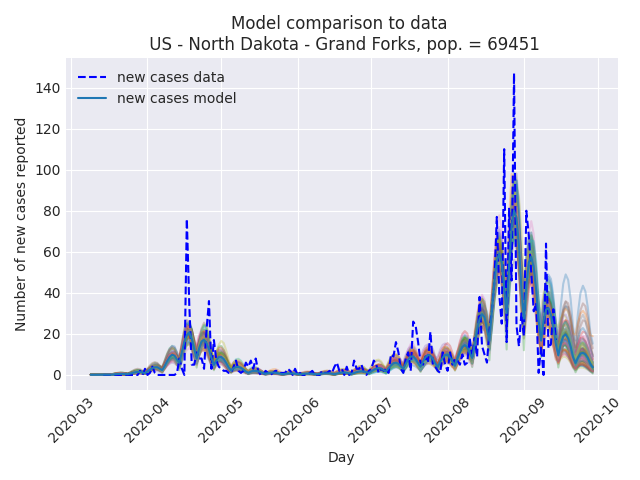 Model comparison to data
US - North Dakota - Grand Forks, pop. = 69451
new cases data
new cases model
Number of new cases reported
140
120
100
80
60
40
20
0
2020-03
2020-04
2020-05
2020-06
2020-07
2020-08
2020-09
2020-10
Day